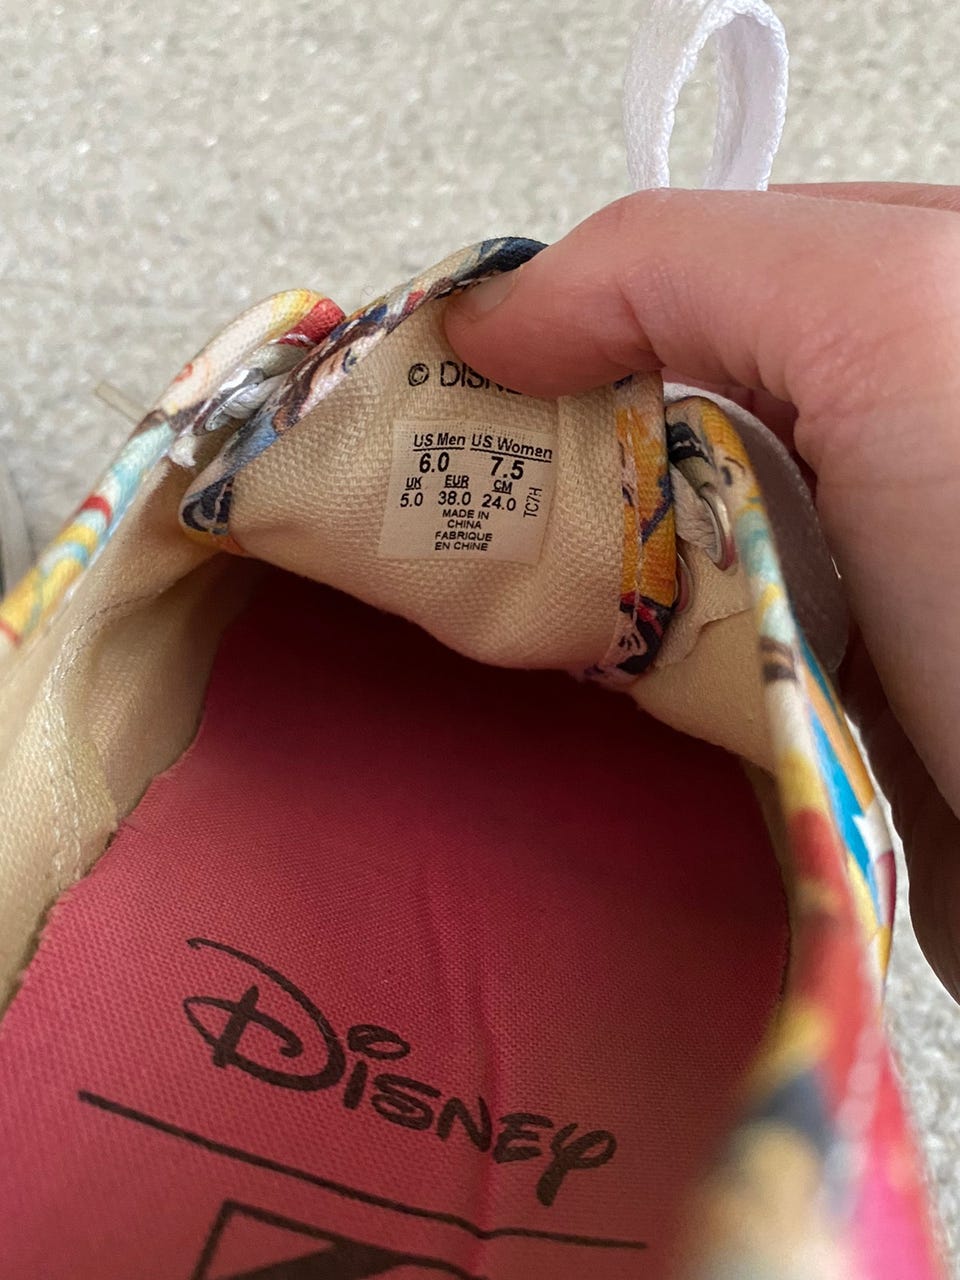 © DISN
US Men US Women
6.0 7.5
UK EUR CM
5.0 38.0 24.0
MADE IN
CHINA
FABRIQUE
EN CHINE
TC7H
DISNEY